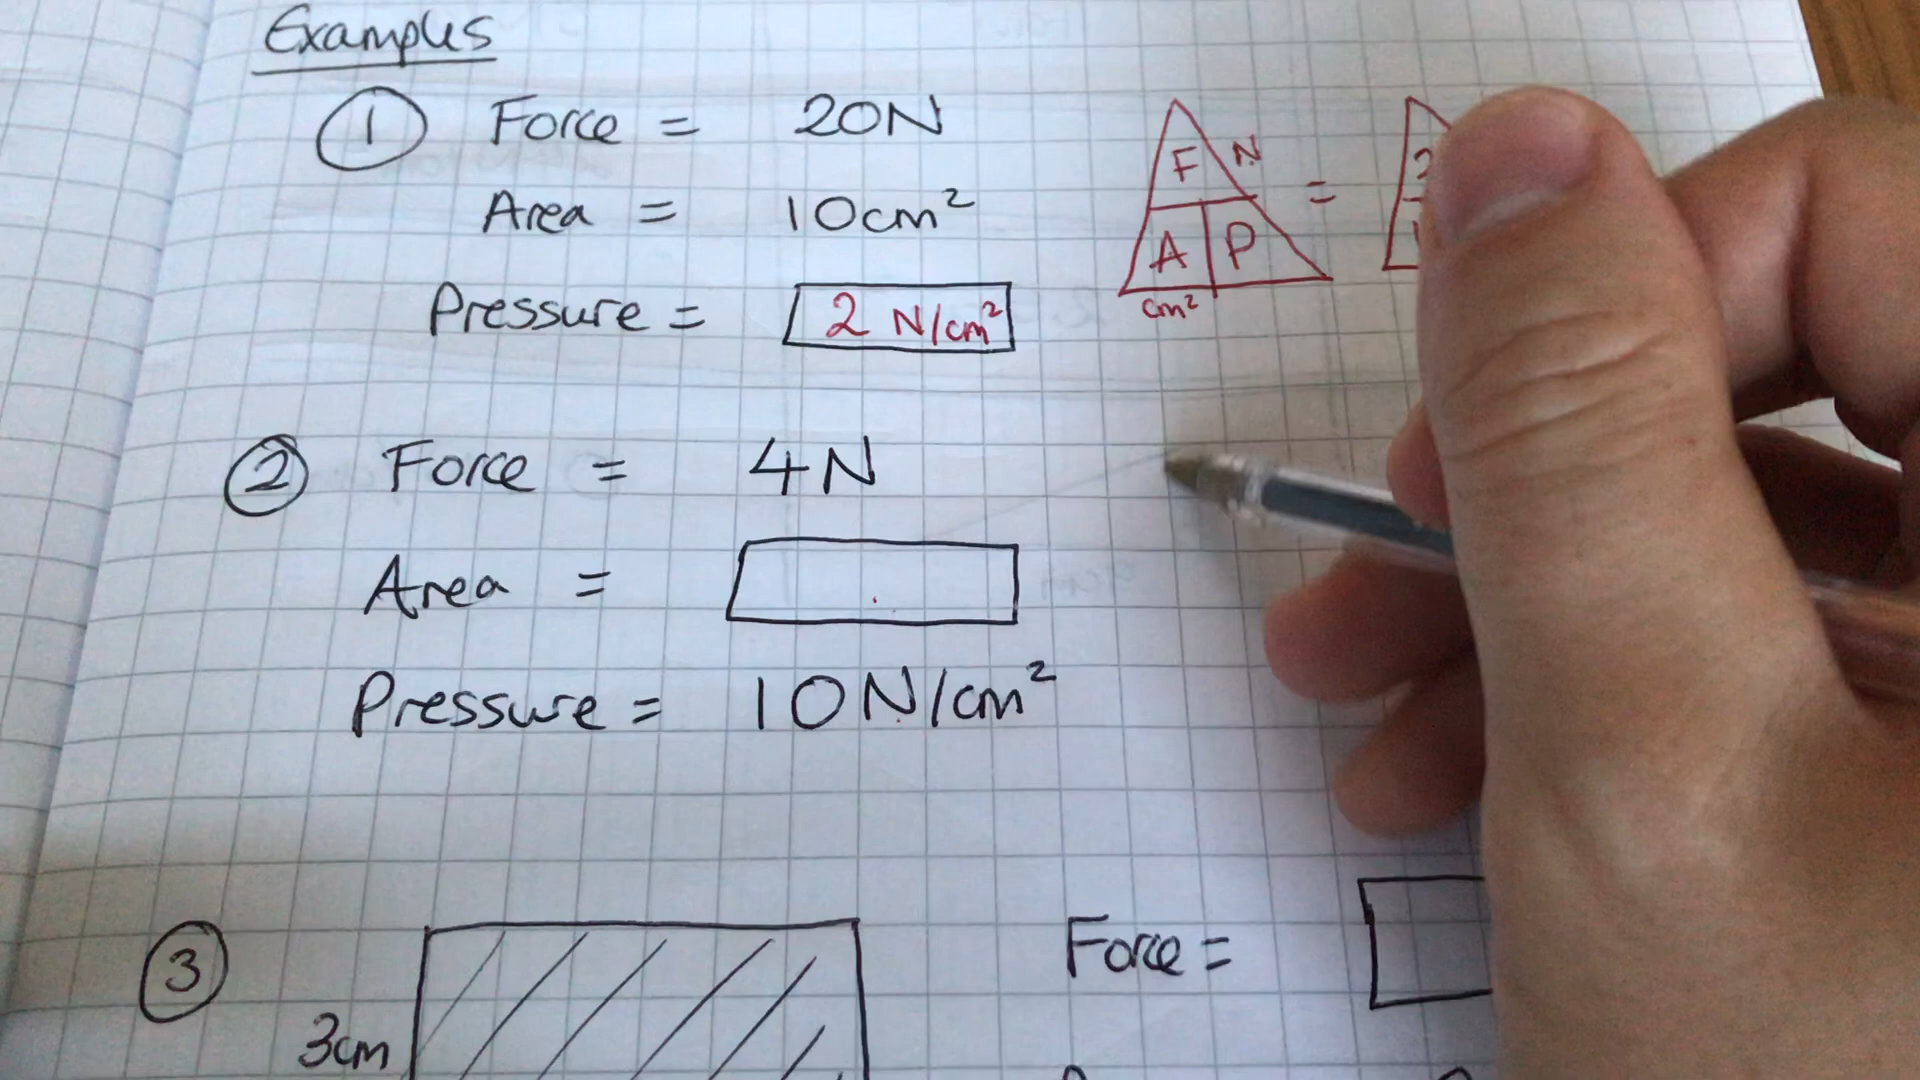 Examples
1 Force = 20N
Area = 10cm²
Pressure = 2 N/cm²
F N
A P
cm²
=
2 Force = 4N
Area =
Pressure = 10N/cm²
3
3cm
Force =